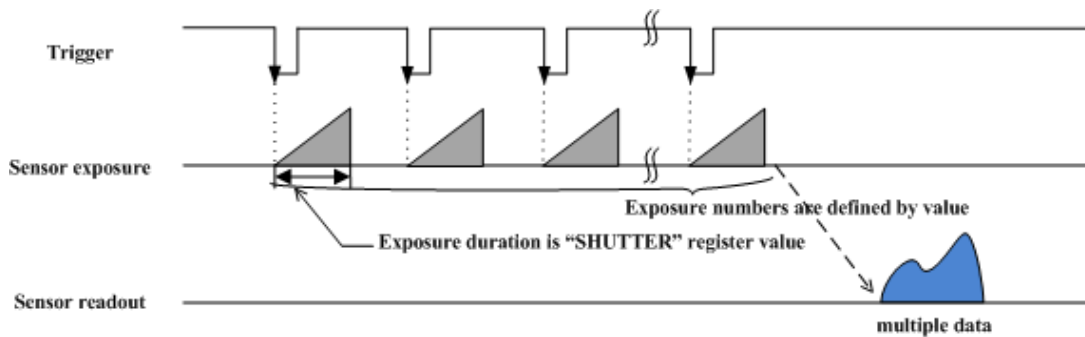 Trigger
Sensor exposure
Exposure numbers are defined by value
Exposure duration is “SHUTTER” register value
Sensor readout
multiple data